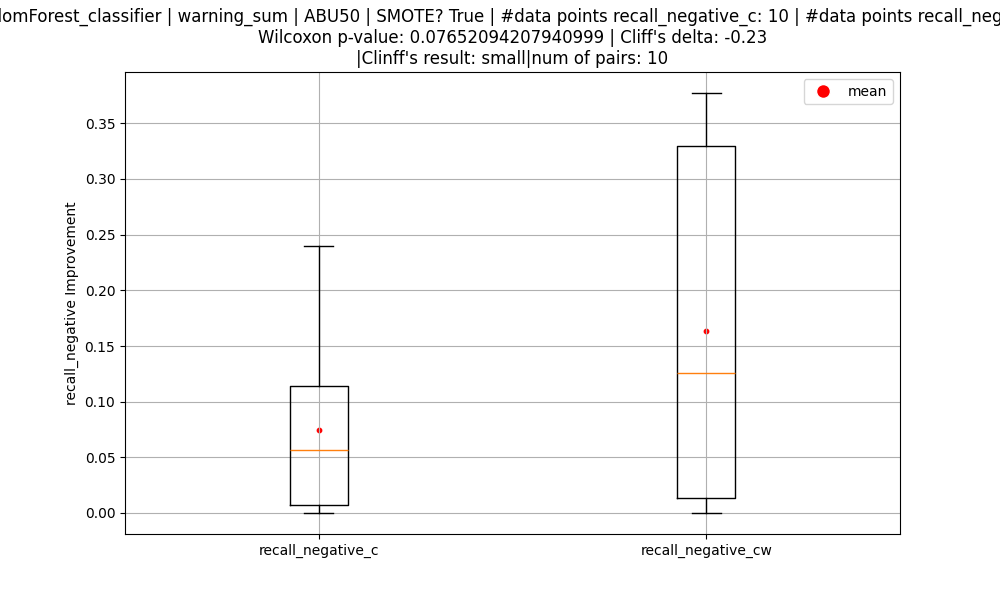 lomForest_classifier | warning_sum | ABU50 | SMOTE? True | #data points recall_negative_c: 10 | #data points recall_neg
Wilcoxon p-value: 0.07652094207940999 | Cliff's delta: -0.23
|Clinff's result: small|num of pairs: 10
mean
0.35
0.30
0.25
0.20
0.15
0.10
0.05
0.00
recall_negative Improvement
recall_negative_c
recall_negative_cw